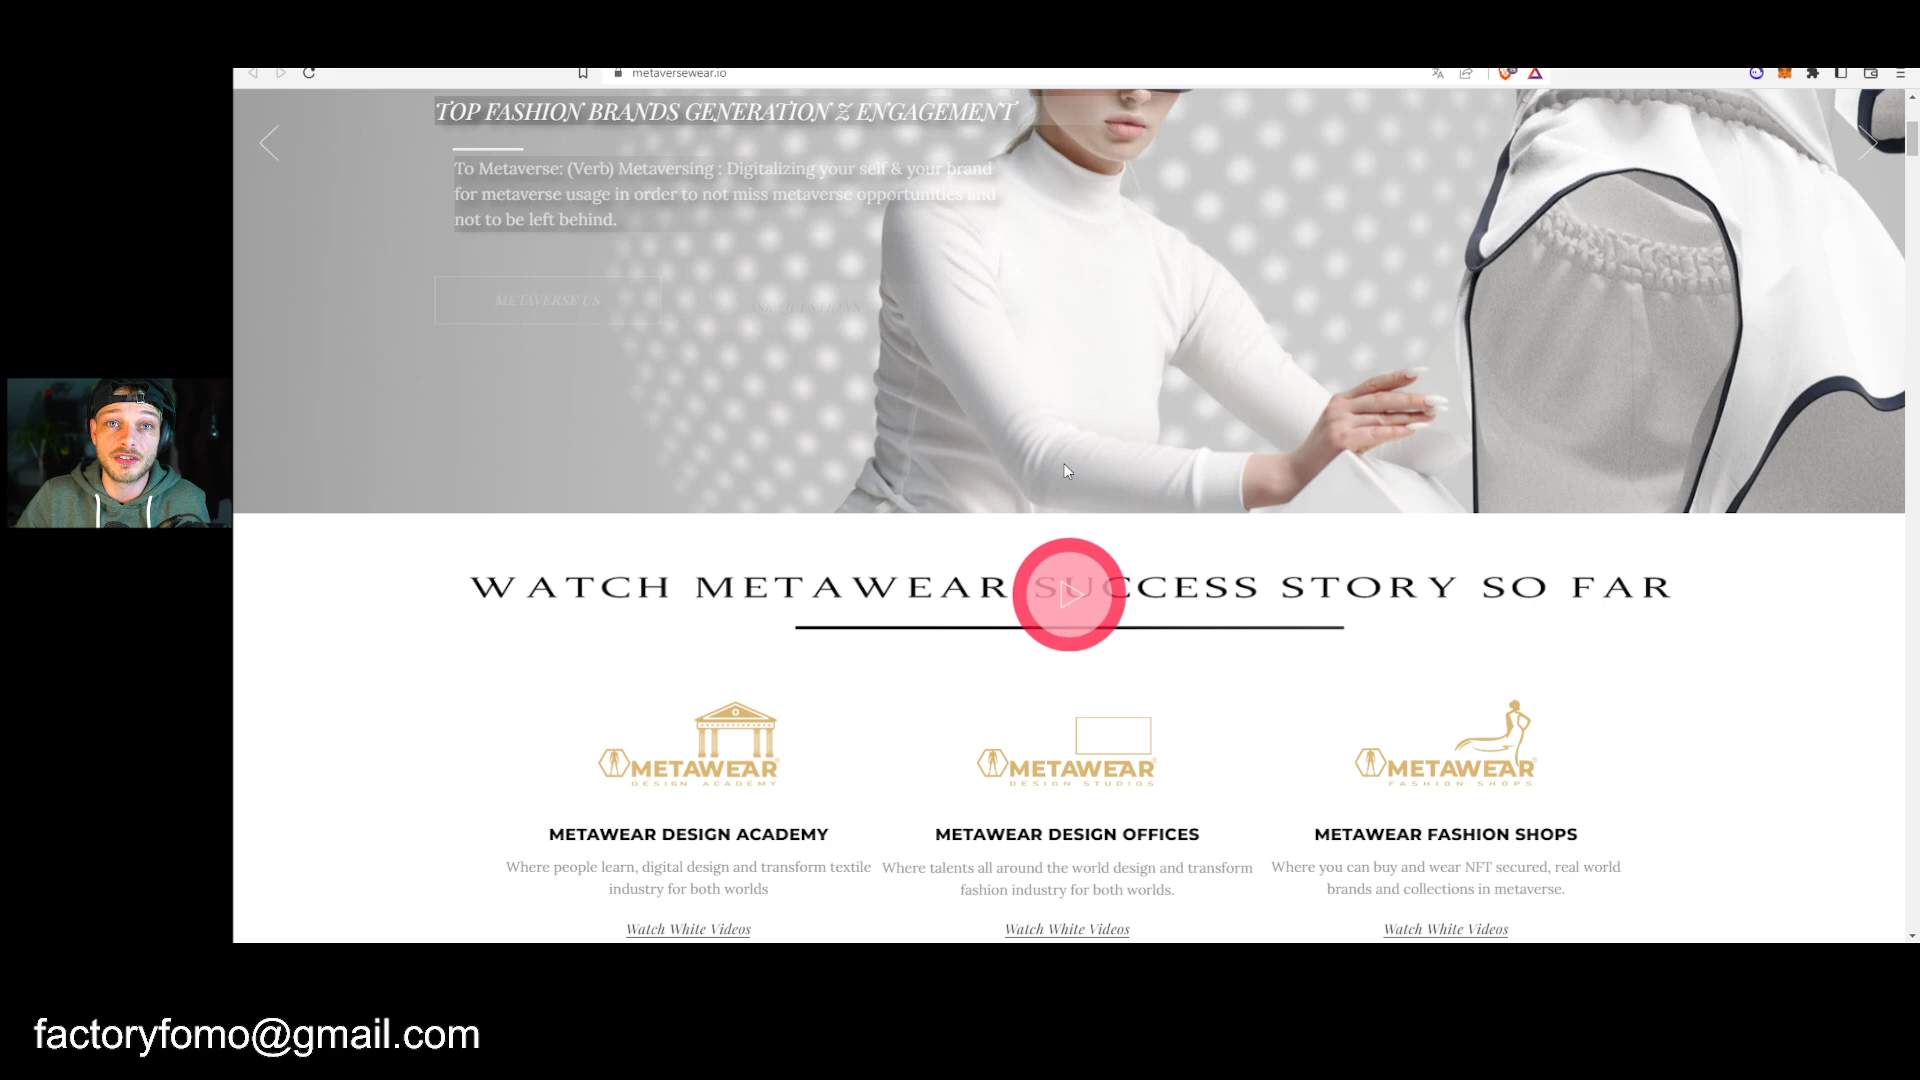 metaversewear.io
TOP FASHION BRANDS GENERATION Z ENGAGEMENT
To Metaverse: (Verb) Metaversing : Digitalizing your self & your brand
for metaverse usage in order to not miss metaverse opportunities and
not to be left behind.
METAVERSE US
ASK QUESTIONS
WATCH METAWEAR SUCCESS STORY SO FAR
METAWEAR
DESIGN ACADEMY
METAWEAR
DESIGN STUDIOS
METAWEAR
FASHION SHOPS
METAWEAR DESIGN ACADEMY
Where people learn, digital design and transform textile
industry for both worlds
Watch White Videos
METAWEAR DESIGN OFFICES
Where talents all around the world design and transform
fashion industry for both worlds.
Watch White Videos
METAWEAR FASHION SHOPS
Where you can buy and wear NFT secured, real world
brands and collections in metaverse.
Watch White Videos
factoryfomo@gmail.com